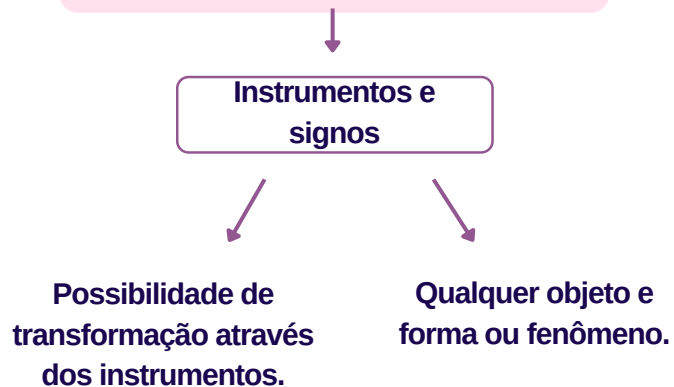 Instrumentos e
signos
Possibilidade de
transformação através
dos instrumentos.
Qualquer objeto e
forma ou fenômeno.